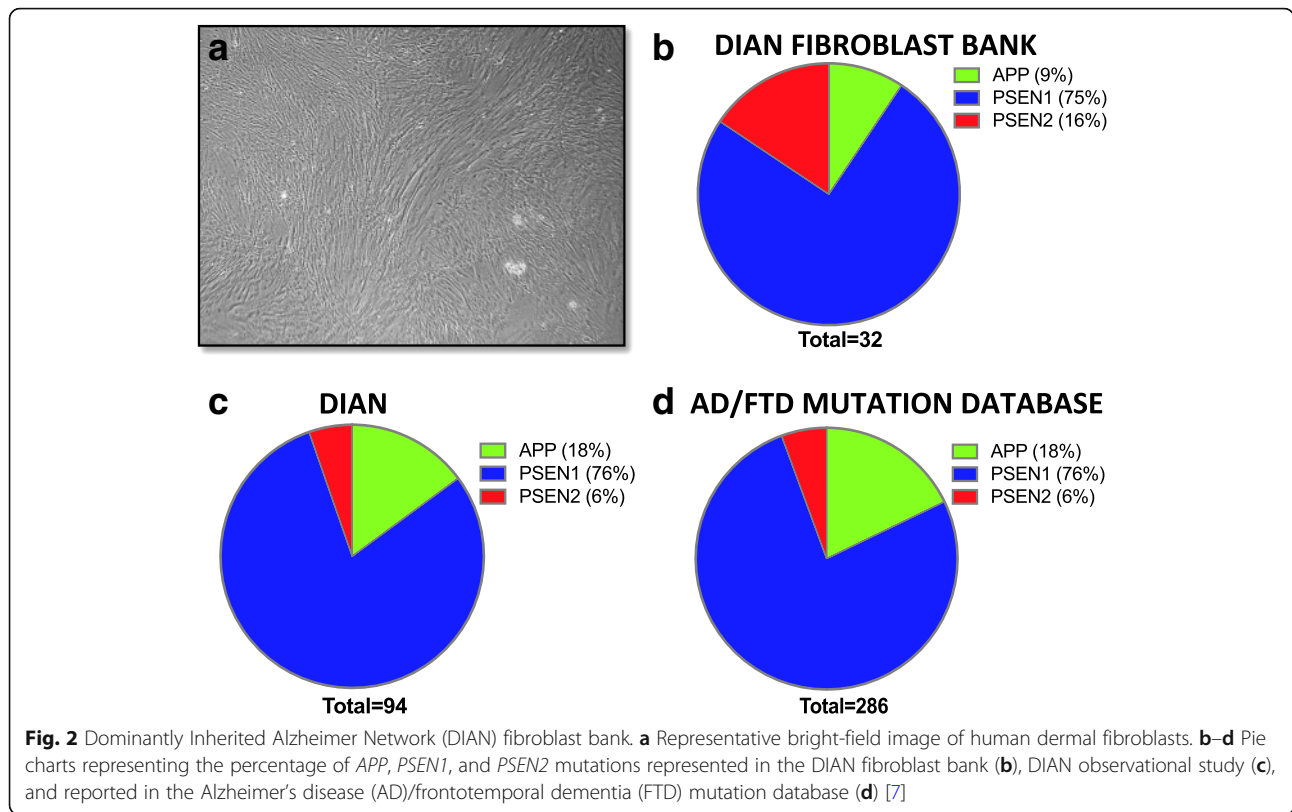 a
b DIAN FIBROBLAST BANK
APP (9%)
PSEN1 (75%)
PSEN2 (16%)
Total=32
c DIAN
APP (18%)
PSEN1 (76%)
PSEN2 (6%)
Total=94
d AD/FTD MUTATION DATABASE
APP (18%)
PSEN1 (76%)
PSEN2 (6%)
Total=286
Fig. 2 Dominantly Inherited Alzheimer Network (DIAN) fibroblast bank. a Representative bright-field image of human dermal fibroblasts. b–d Pie
charts representing the percentage of APP, PSEN1, and PSEN2 mutations represented in the DIAN fibroblast bank (b), DIAN observational study (c),
and reported in the Alzheimer's disease (AD)/frontotemporal dementia (FTD) mutation database (d) [7]